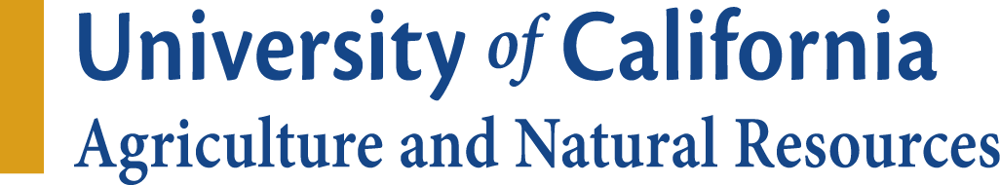 University of California
Agriculture and Natural Resources